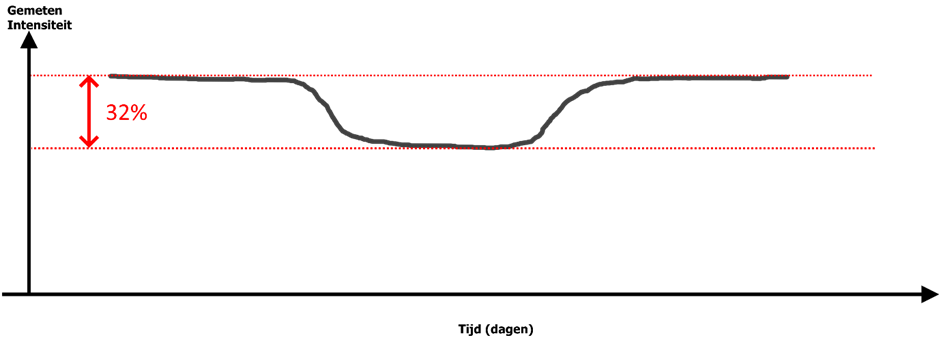 Gemeten
Intensiteit
32%
Tijd (dagen)